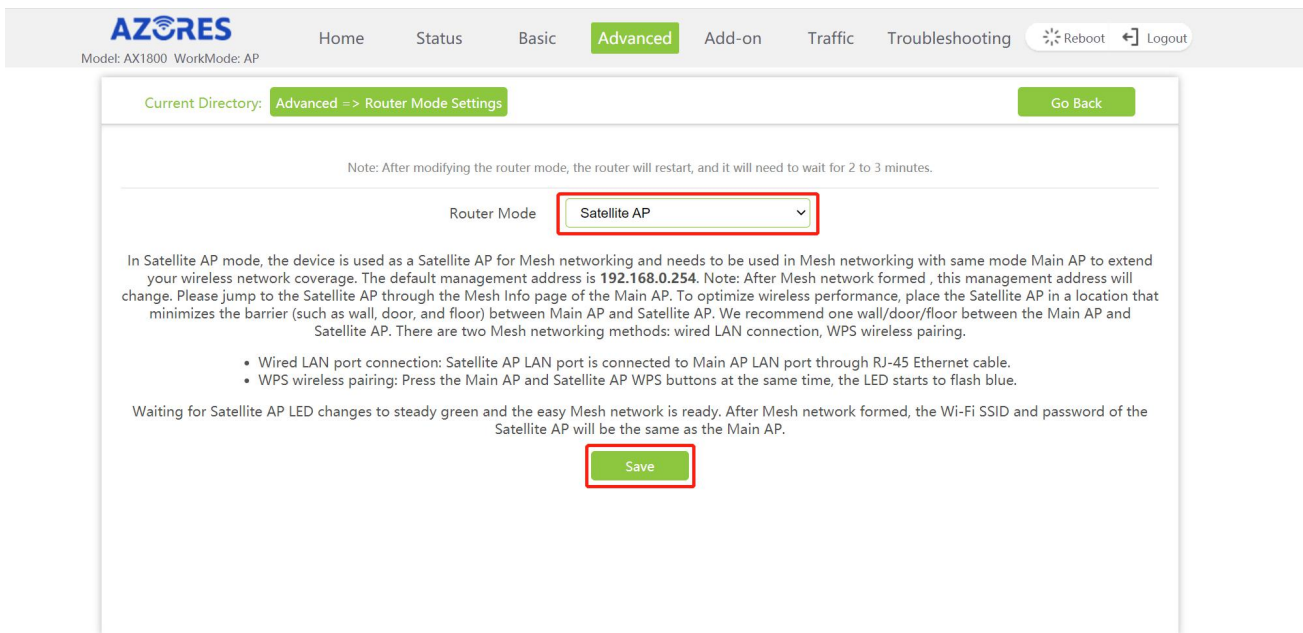 AZORES
Model: AX1800 WorkMode: AP
Home Status Basic Advanced Add-on Traffic Troubleshooting Reboot Logout
Current Directory: Advanced => Router Mode Settings Go Back
Note: After modifying the router mode, the router will restart, and it will need to wait for 2 to 3 minutes.
Router Mode Satellite AP
In Satellite AP mode, the device is used as a Satellite AP for Mesh networking and needs to be used in Mesh networking with same mode Main AP to extend
your wireless network coverage. The default management address is 192.168.0.254. Note: After Mesh network formed , this management address will
change. Please jump to the Satellite AP through the Mesh Info page of the Main AP. To optimize wireless performance, place the Satellite AP in a location that
minimizes the barrier (such as wall, door, and floor) between Main AP and Satellite AP. We recommend one wall/door/floor between the Main AP and
Satellite AP. There are two Mesh networking methods: wired LAN connection, WPS wireless pairing.
• Wired LAN port connection: Satellite AP LAN port is connected to Main AP LAN port through RJ-45 Ethernet cable.
• WPS wireless pairing: Press the Main AP and Satellite AP WPS buttons at the same time, the LED starts to flash blue.
Waiting for Satellite AP LED changes to steady green and the easy Mesh network is ready. After Mesh network formed, the Wi-Fi SSID and password of the
Satellite AP will be the same as the Main AP.
Save